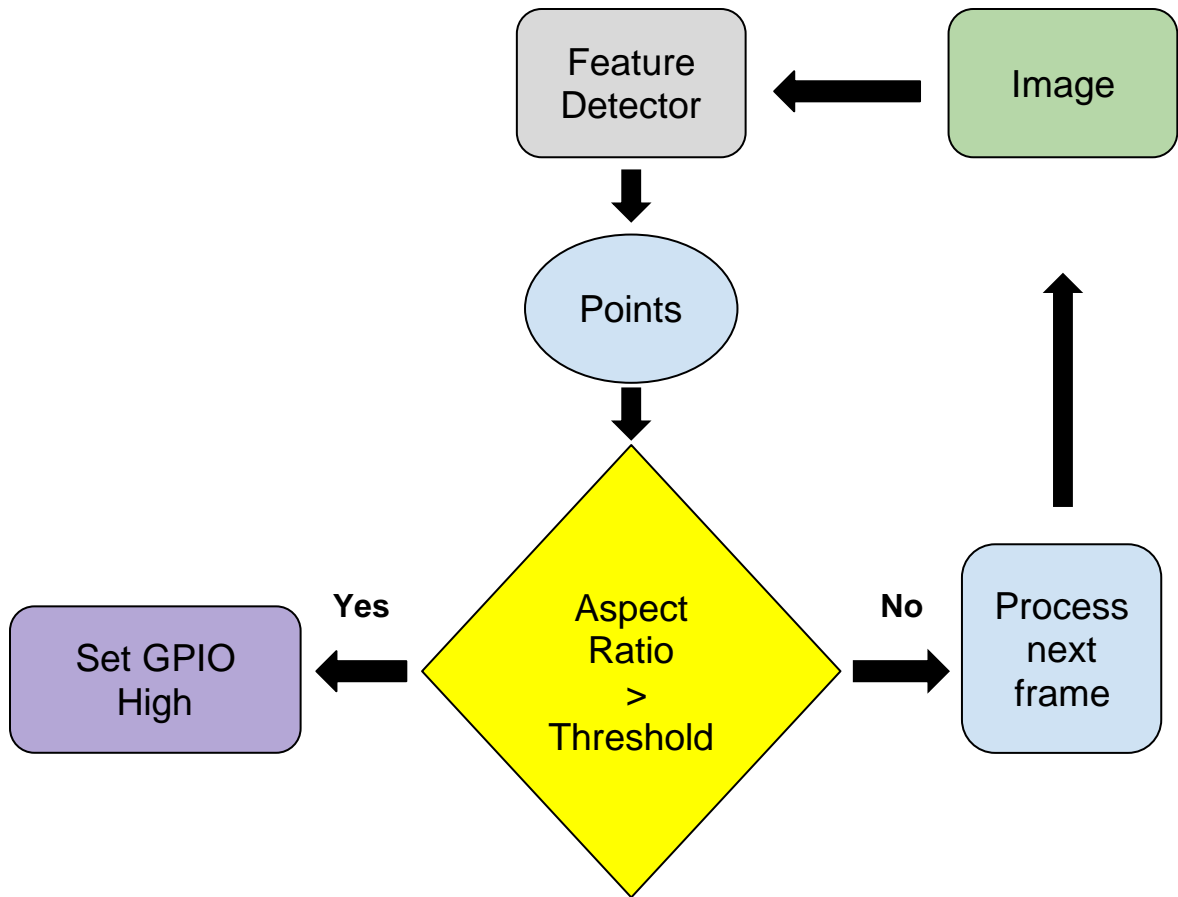 Feature
Detector
Image
Points
Yes
Aspect
Ratio
>
Threshold
No
Set GPIO
High
Process
next
frame